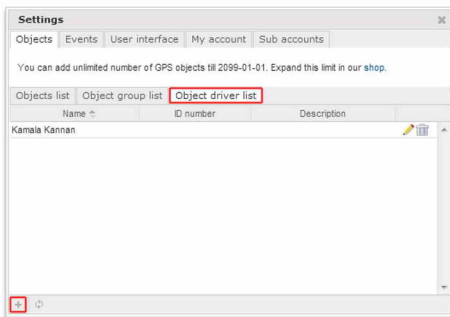 Settings
Objects Events User interface My account Sub accounts
You can add unlimited number of GPS objects till 2099-01-01. Expand this limit in our shop.
Objects list Object group list Object driver list
Name ID number Description
Kamala Kannan